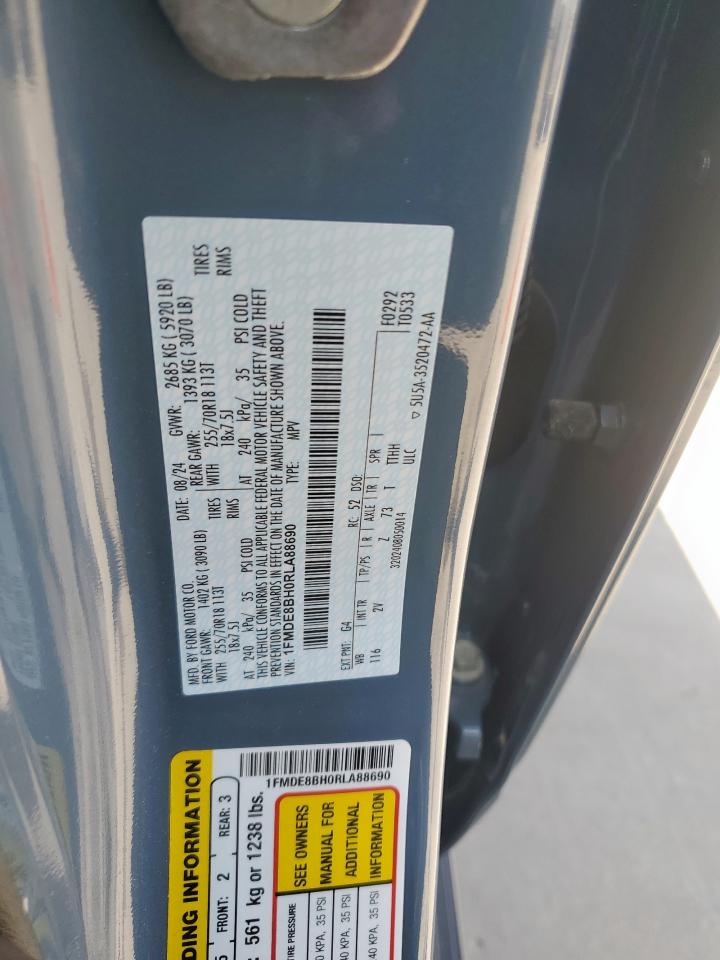 MFD. BY FORD MOTOR CO.
DATE: 08/24 GVWR: 2685 KG ( 5920 LB)
FRONT GAWR: 1402 KG ( 3090 LB)
REAR GAWR: 1393 KG ( 3070 LB)
WITH 255/70R18 113T TIRES
WITH 255/70R18 113T TIRES
18x7.5J RIMS
18x7.5J RIMS
AT 240 kPa/ 35 PSI COLD
AT 240 kPa/ 35 PSI COLD
THIS VEHICLE CONFORMS TO ALL APPLICABLE FEDERAL MOTOR VEHICLE SAFETY AND THEFT
PREVENTION STANDARDS IN EFFECT ON THE DATE OF MANUFACTURE SHOWN ABOVE.
VIN: 1FMDE8BH0RLA88690 TYPE: MPV
EXT PNT: G4 RC: 52 DSO: F0292
WB INT TR TP/PS R AXLE TR SPR T0533
116 2V Z 73 T TTHH
3202408050014 ULC
5U5A-3520472-AA
DING INFORMATION
FRONT: 2 REAR: 3
561 kg or 1238 lbs.
1FMDE8BH0RLA88690
TIRE PRESSURE
KPA, 35 PSI
KPA, 35 PSI
KPA, 35 PSI
SEE OWNERS
MANUAL FOR
ADDITIONAL
INFORMATION